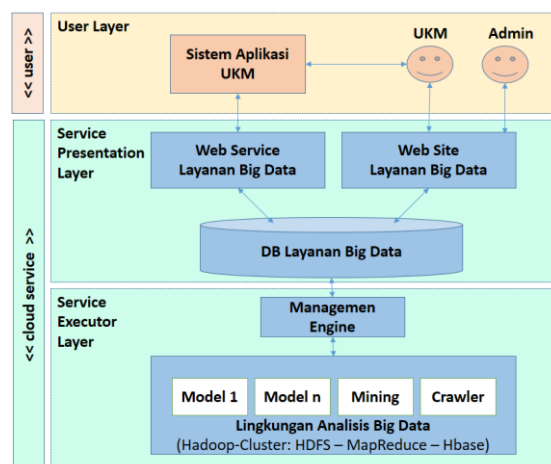 << user >>
User Layer
Sistem Aplikasi
UKM
UKM
Admin
<< cloud service >>
Service
Presentation
Layer
Web Service
Layanan Big Data
Web Site
Layanan Big Data
DB Layanan Big Data
Service
Executor
Layer
Managemen
Engine
Model 1
Model n
Mining
Crawler
Lingkungan Analisis Big Data
(Hadoop-Cluster: HDFS – MapReduce – Hbase)